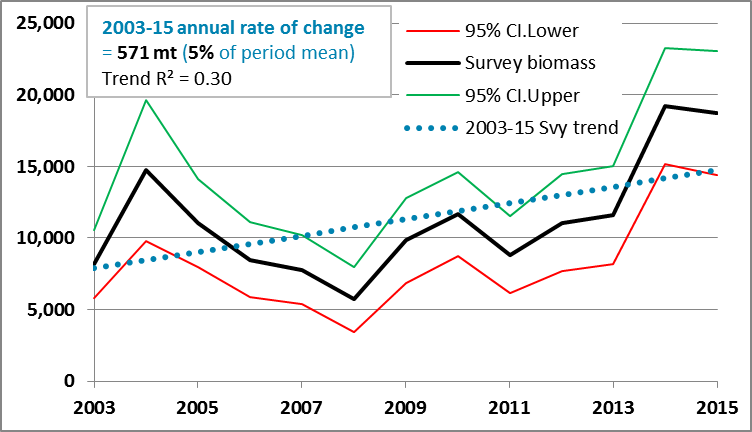 25,000
20,000
15,000
10,000
5,000
0
2003-15 annual rate of change
= 571 mt (5% of period mean)
Trend R² = 0.30
95% CI.Lower
Survey biomass
95% CI.Upper
2003-15 Svy trend
2003 2005 2007 2009 2011 2013 2015